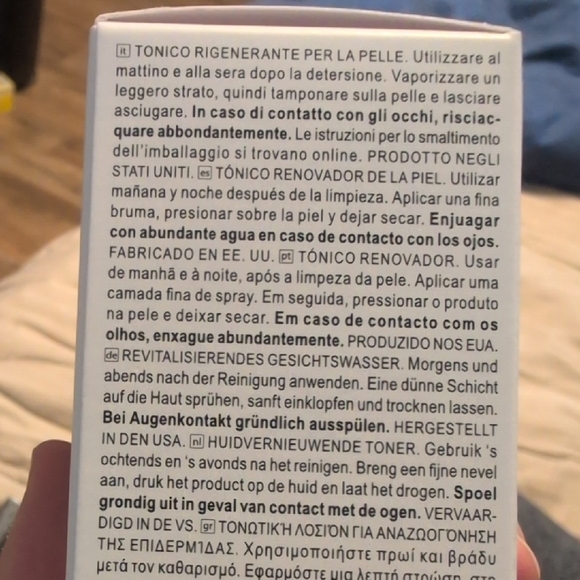 it TONICO RIGENERANTE PER LA PELLE. Utilizzare al
mattino e alla sera dopo la detersione. Vaporizzare un
leggero strato, quindi tamponare sulla pelle e lasciare
asciugare. In caso di contatto con gli occhi, risciac-
quare abbondantemente. Le istruzioni per lo smaltimento
dell'imballaggio si trovano online. PRODOTTO NEGLI
STATI UNITI. es TÓNICO RENOVADOR DE LA PIEL. Utilizar
mañana y noche después de la limpieza. Aplicar una fina
bruma, presionar sobre la piel y dejar secar. Enjuagar
con abundante agua en caso de contacto con los ojos.
FABRICADO EN EE. UU. pt TÓNICO RENOVADOR. Usar
de manhã e à noite, após a limpeza da pele. Aplicar uma
camada fina de spray. Em seguida, pressionar o produto
na pele e deixar secar. Em caso de contacto com os
olhos, enxague abundantemente. PRODUZIDO NOS EUA.
de REVITALISIERENDES GESICHTSWASSER. Morgens und
abends nach der Reinigung anwenden. Eine dünne Schicht
auf die Haut sprühen, sanft einklopfen und trocknen lassen.
Bei Augenkontakt gründlich ausspülen. HERGESTELLT
IN DEN USA. nl HUIDVERNIEUWENDE TONER. Gebruik 's
ochtends en 's avonds na het reinigen. Breng een fijne nevel
aan, druk het product op de huid en laat het drogen. Spoel
grondig uit in geval van contact met de ogen. VERVAAR-
DIGD IN DE VS. gr ΤΟΝΩΤΙΚΉ ΛΟΣΙΌΝ ΓΙΑ ΑΝΑΖΩΟΓΌΝΗΣΗ
ΤΗΣ ΕΠΙΔΕΡΜΊΔΑΣ. Χρησιμοποιήστε πρωί και βράδυ
μετά τον καθαρισμό. Εφαρμόστε μια λεπτή στρώση, στη